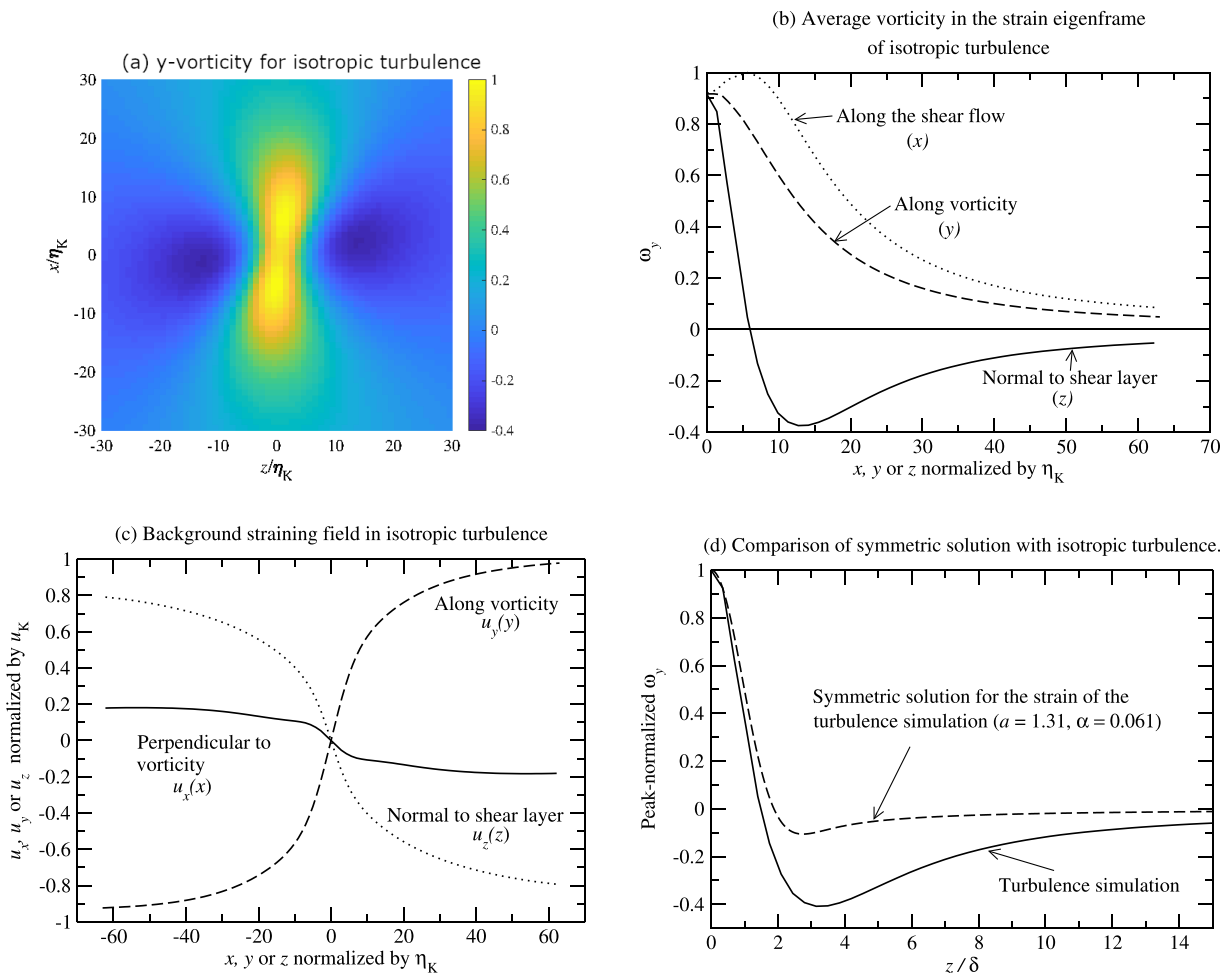 (a) y-vorticity for isotropic turbulence
30
20
10
0
-10
-20
-30
x/ηK
-30 -20 -10 0 10 20 30
z/ηK
1
0.8
0.6
0.4
0.2
0
-0.2
-0.4
(b) Average vorticity in the strain eigenframe
of isotropic turbulence
1
0.8
0.6
0.4
0.2
0
-0.2
-0.4
ωy
Along the shear flow
(x)
Along vorticity
(y)
Normal to shear layer
(z)
0 10 20 30 40 50 60 70
x, y or z normalized by ηK
(c) Background straining field in isotropic turbulence
1
0.8
0.6
0.4
0.2
0
-0.2
-0.4
-0.6
-0.8
-1
ux, uy or uz normalized by uK
Along vorticity
uy(y)
Perpendicular to
vorticity
ux(x)
Normal to shear layer
uz(z)
-60 -40 -20 0 20 40 60
x, y or z normalized by ηK
(d) Comparison of symmetric solution with isotropic turbulence.
1
0.8
0.6
0.4
0.2
0
-0.2
-0.4
Peak-normalized ωy
Symmetric solution for the strain of the
turbulence simulation (a = 1.31, α = 0.061)
Turbulence simulation
0 2 4 6 8 10 12 14
z/δ